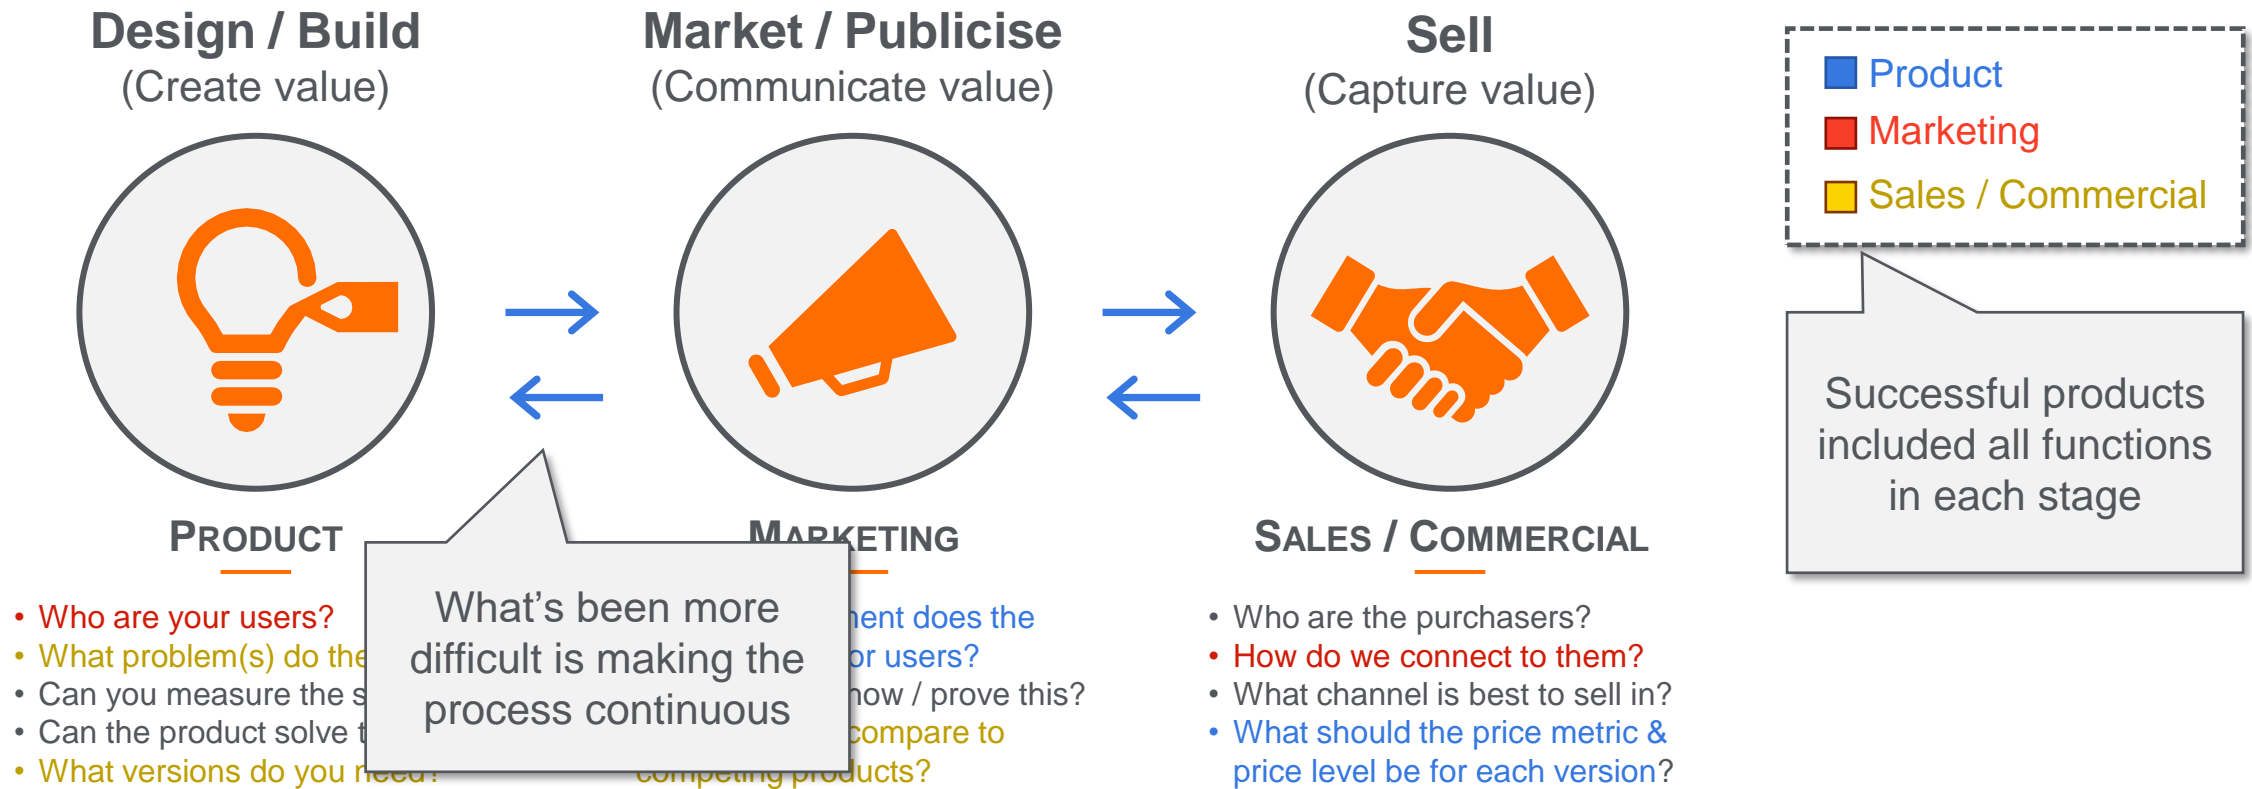 Design / Build
(Create value)
Market / Publicise
(Communicate value)
Sell
(Capture value)
Product
Marketing
Sales / Commercial
Successful products
included all functions
in each stage
PRODUCT
• Who are your users?
• What problem(s) do
• Can you measure the
• Can the product solve
• What versions do you need?
What's been more
difficult is making the
process continuous
MARKETING
does the
or users?
/ prove this?
compare to
competing products?
SALES / COMMERCIAL
• Who are the purchasers?
• How do we connect to them?
• What channel is best to sell in?
• What should the price metric &
price level be for each version?